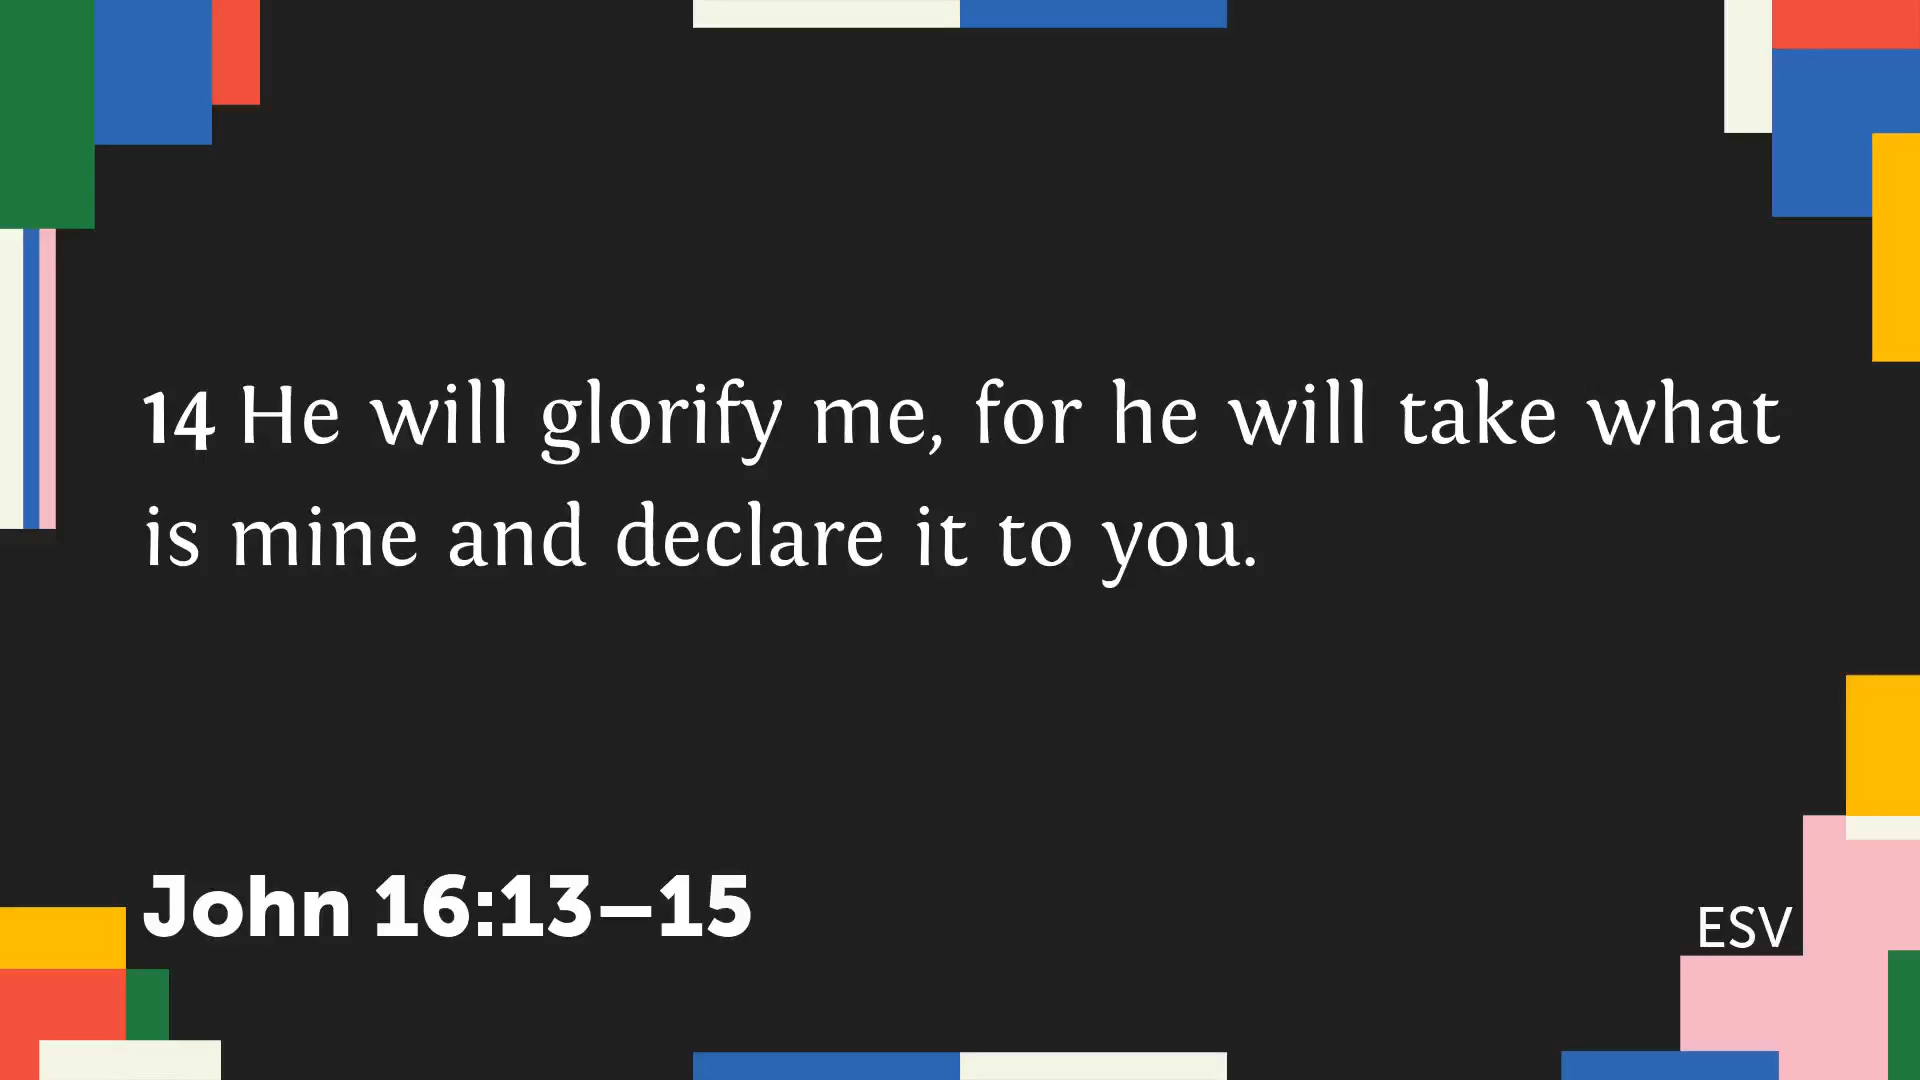 14 He will glorify me, for he will take what
is mine and declare it to you.
John 16:13–15
ESV